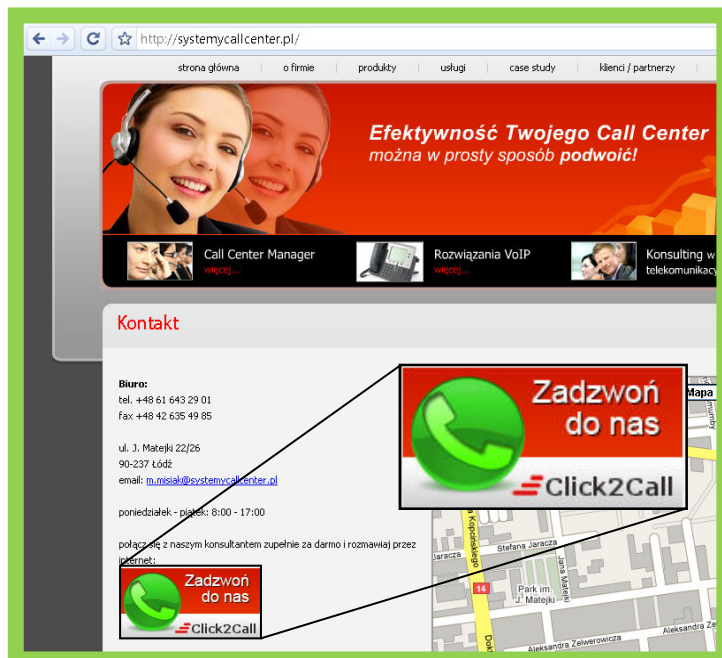 http://systemycallcenter.pl/
strona główna
o firmie
produkty
usługi
case study
klienci / partnerzy
Efektywność Twojego Call Center
można w prosty sposób podwoić!
Call Center Manager
więcej...
Rozwiązania VoIP
więcej...
Konsulting w
telekomunikacy
Kontakt
Biuro:
tel. +48 61 643 29 01
fax +48 42 635 49 85
ul. J. Matejki 22/26
90-237 Łódź
email: m.misiak@systemycallcenter.pl
poniedziałek - piątek: 8:00 - 17:00
połącz się z naszym konsultantem zupełnie za darmo i rozmawiaj przez
internet:
Zadzwoń
do nas
Click2Call
Zadzwoń
do nas
Click2Call
Mapa
Kopcińskiego
Jaracza
Stefana Jaracza
Jana Matejki
14
Park im.
J. Matejki
Aleksandra Zelwerowicza
Aleksandra Ze